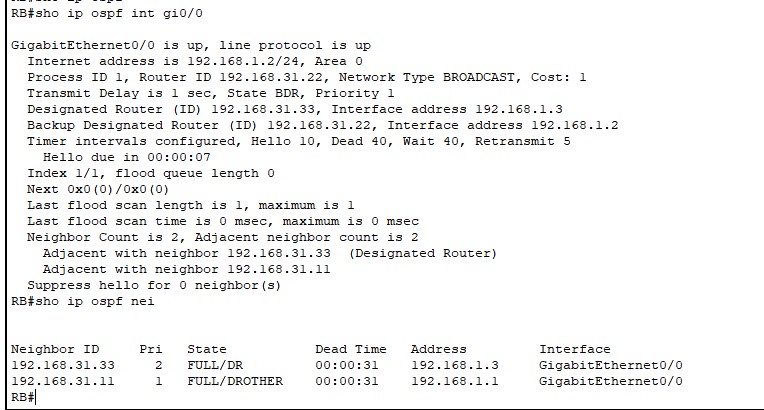 RB#sho ip ospf int gi0/0
GigabitEthernet0/0 is up, line protocol is up
Internet address is 192.168.1.2/24, Area 0
Process ID 1, Router ID 192.168.31.22, Network Type BROADCAST, Cost: 1
Transmit Delay is 1 sec, State BDR, Priority 1
Designated Router (ID) 192.168.31.33, Interface address 192.168.1.3
Backup Designated Router (ID) 192.168.31.22, Interface address 192.168.1.2
Timer intervals configured, Hello 10, Dead 40, Wait 40, Retransmit 5
Hello due in 00:00:07
Index 1/1, flood queue length 0
Next 0x0(0)/0x0(0)
Last flood scan length is 1, maximum is 1
Last flood scan time is 0 msec, maximum is 0 msec
Neighbor Count is 2, Adjacent neighbor count is 2
Adjacent with neighbor 192.168.31.33  (Designated Router)
Adjacent with neighbor 192.168.31.11
Suppress hello for 0 neighbor(s)
RB#sho ip ospf nei
Neighbor ID     Pri   State           Dead Time   Address         Interface
192.168.31.33     2   FULL/DR         00:00:31    192.168.1.3     GigabitEthernet0/0
192.168.31.11     1   FULL/DROTHER    00:00:31    192.168.1.1     GigabitEthernet0/0
RB#